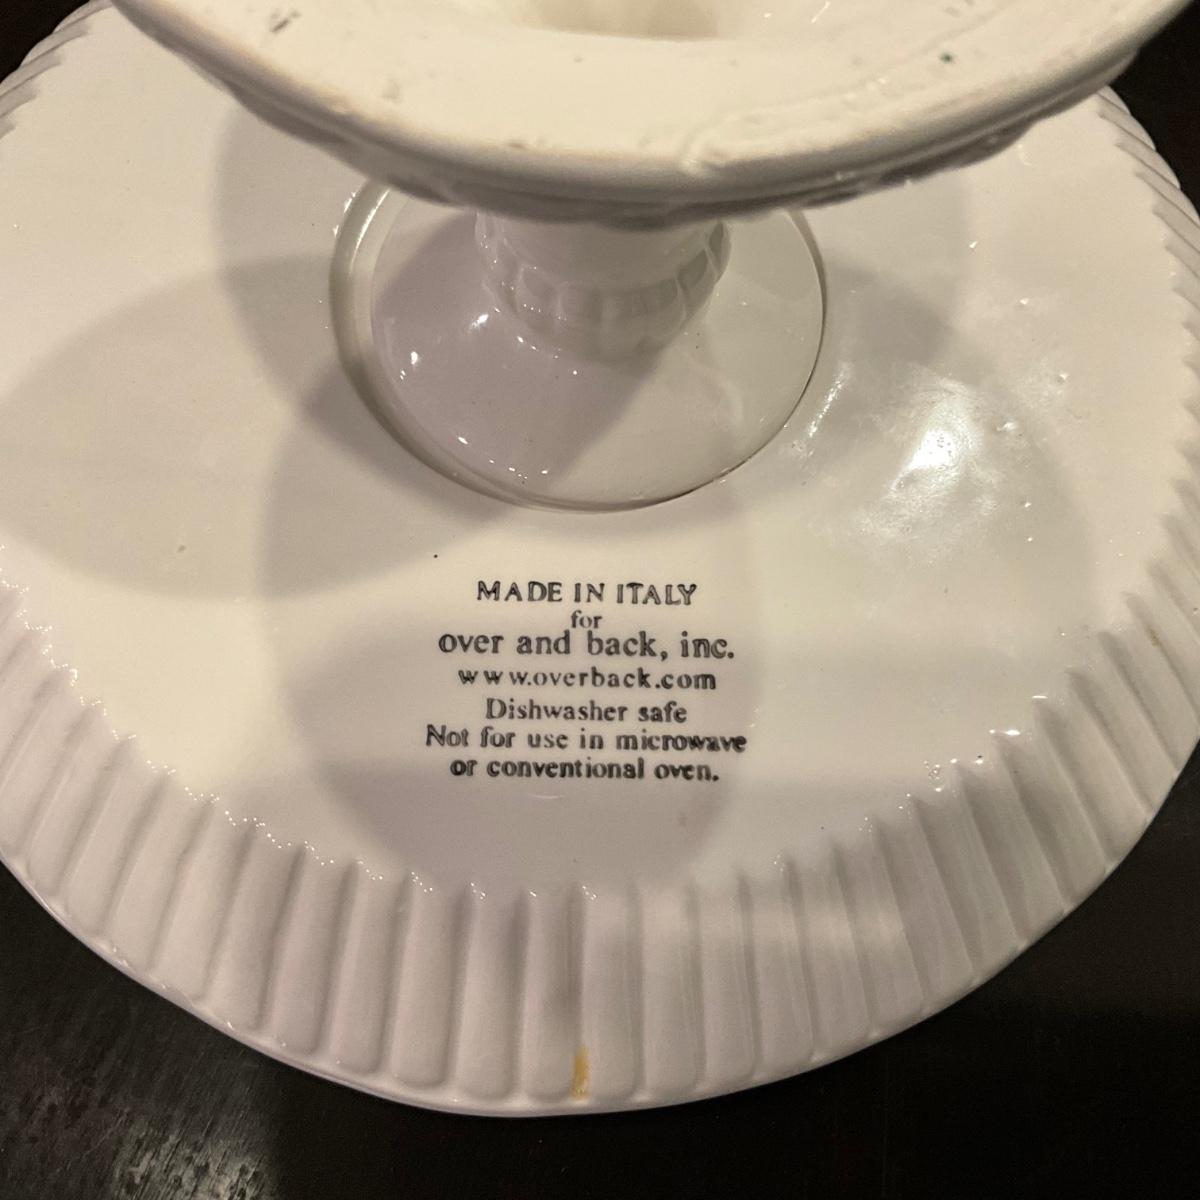 MADE IN ITALY
for
over and back, inc.
www.overback.com
Dishwasher safe
Not for use in microwave
or conventional oven.